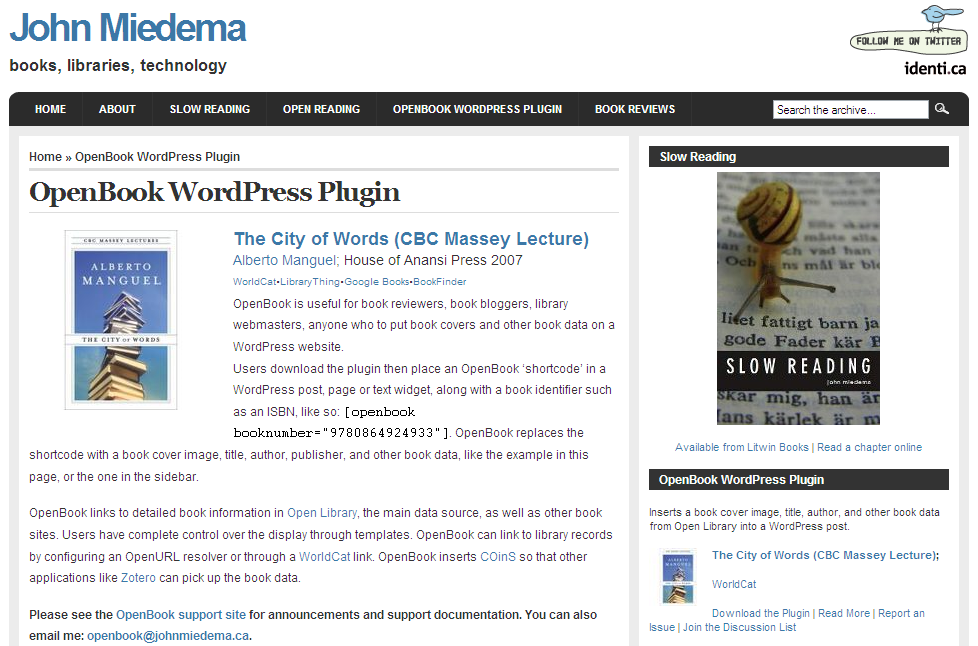 John Miedema
books, libraries, technology
FOLLOW ME ON TWITTER
identi.ca
HOME ABOUT SLOW READING OPEN READING OPENBOOK WORDPRESS PLUGIN BOOK REVIEWS Search the archive...
Home » OpenBook WordPress Plugin
OpenBook WordPress Plugin
CBC MASSEY LECTURES
ALBERTO
MANGUEL
THE CITY OF WORDS
The City of Words (CBC Massey Lecture)
Alberto Manguel; House of Anansi Press 2007
WorldCat•LibraryThing•Google Books•BookFinder
OpenBook is useful for book reviewers, book bloggers, library
webmasters, anyone who to put book covers and other book data on a
WordPress website.
Users download the plugin then place an OpenBook ‘shortcode’ in a
WordPress post, page or text widget, along with a book identifier such
as an ISBN, like so: [openbook
booknumber="9780864924933"]. OpenBook replaces the
shortcode with a book cover image, title, author, publisher, and other book data, like the example in this
page, or the one in the sidebar.
OpenBook links to detailed book information in Open Library, the main data source, as well as other book
sites. Users have complete control over the display through templates. OpenBook can link to library records
by configuring an OpenURL resolver or through a WorldCat link. OpenBook inserts COinS so that other
applications like Zotero can pick up the book data.
Please see the OpenBook support site for announcements and support documentation. You can also
email me: openbook@johnmiedema.ca.
Slow Reading
skulle
måste alla
vad han
Och
ns mål är
litet fattigt barn
gode Fader kär
SLOW READING
john miedema
skar mig, han är
kärlek är
Available from Litwin Books | Read a chapter online
OpenBook WordPress Plugin
Inserts a book cover image, title, author, and other book data
from Open Library into a WordPress post.
ALBERTO
MANGUEL
The City of Words (CBC Massey Lecture);
WorldCat
Download the Plugin | Read More | Report an
Issue | Join the Discussion List